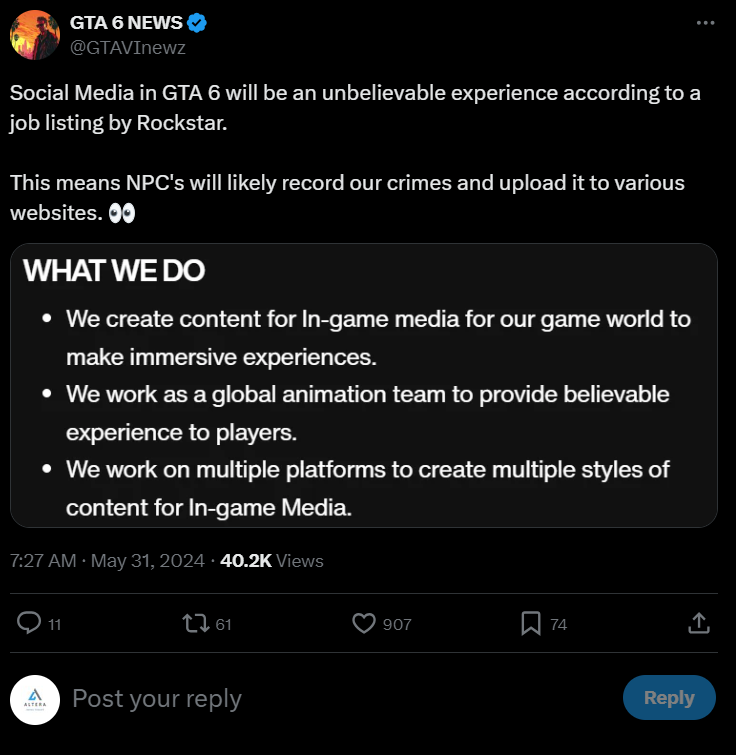 GTA 6 NEWS
@GTAVInewz
Social Media in GTA 6 will be an unbelievable experience according to a
job listing by Rockstar.
This means NPC's will likely record our crimes and upload it to various
websites. 👀
WHAT WE DO
• We create content for In-game media for our game world to
make immersive experiences.
• We work as a global animation team to provide believable
experience to players.
• We work on multiple platforms to create multiple styles of
content for In-game Media.
7:27 AM · May 31, 2024 · 40.2K Views
11 61 907 74
ALTERA
Post your reply
Reply